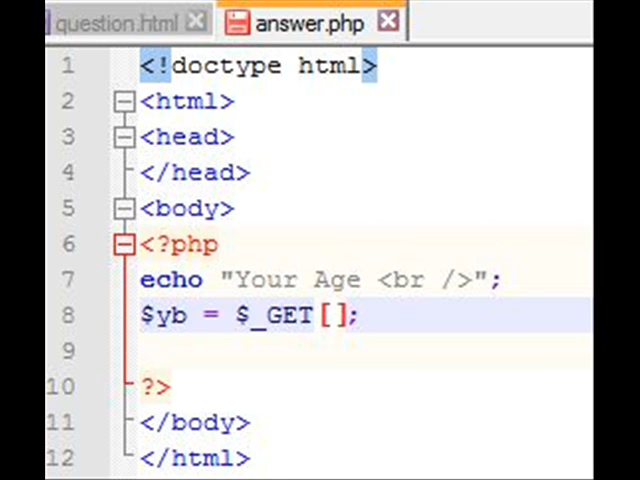 question.html answer.php
1 <!doctype html>
2 <html>
3 <head>
4 </head>
5 <body>
6 <?php
7 echo "Your Age <br />";
8 $yb = $_GET[];
9
10 ?>
11 </body>
12 </html>